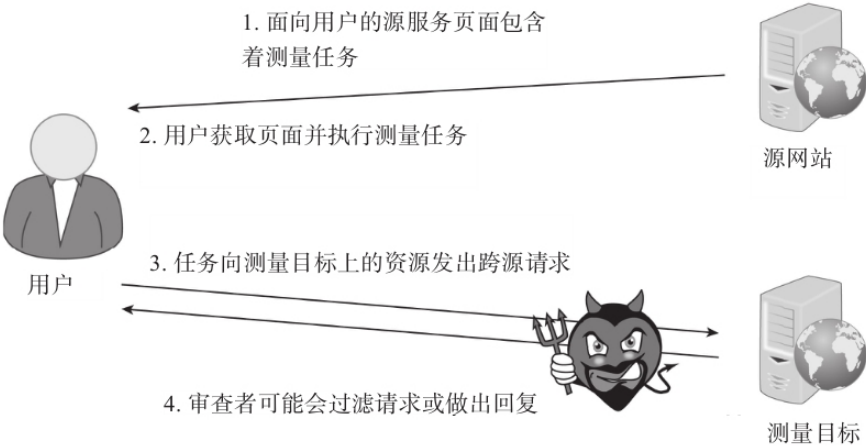 1. 面向用户的源服务页面包含
着测量任务
2. 用户获取页面并执行测量任务
源网站
3. 任务向测量目标上的资源发出跨源请求
用户
4. 审查者可能会过滤请求或做出回复
测量目标